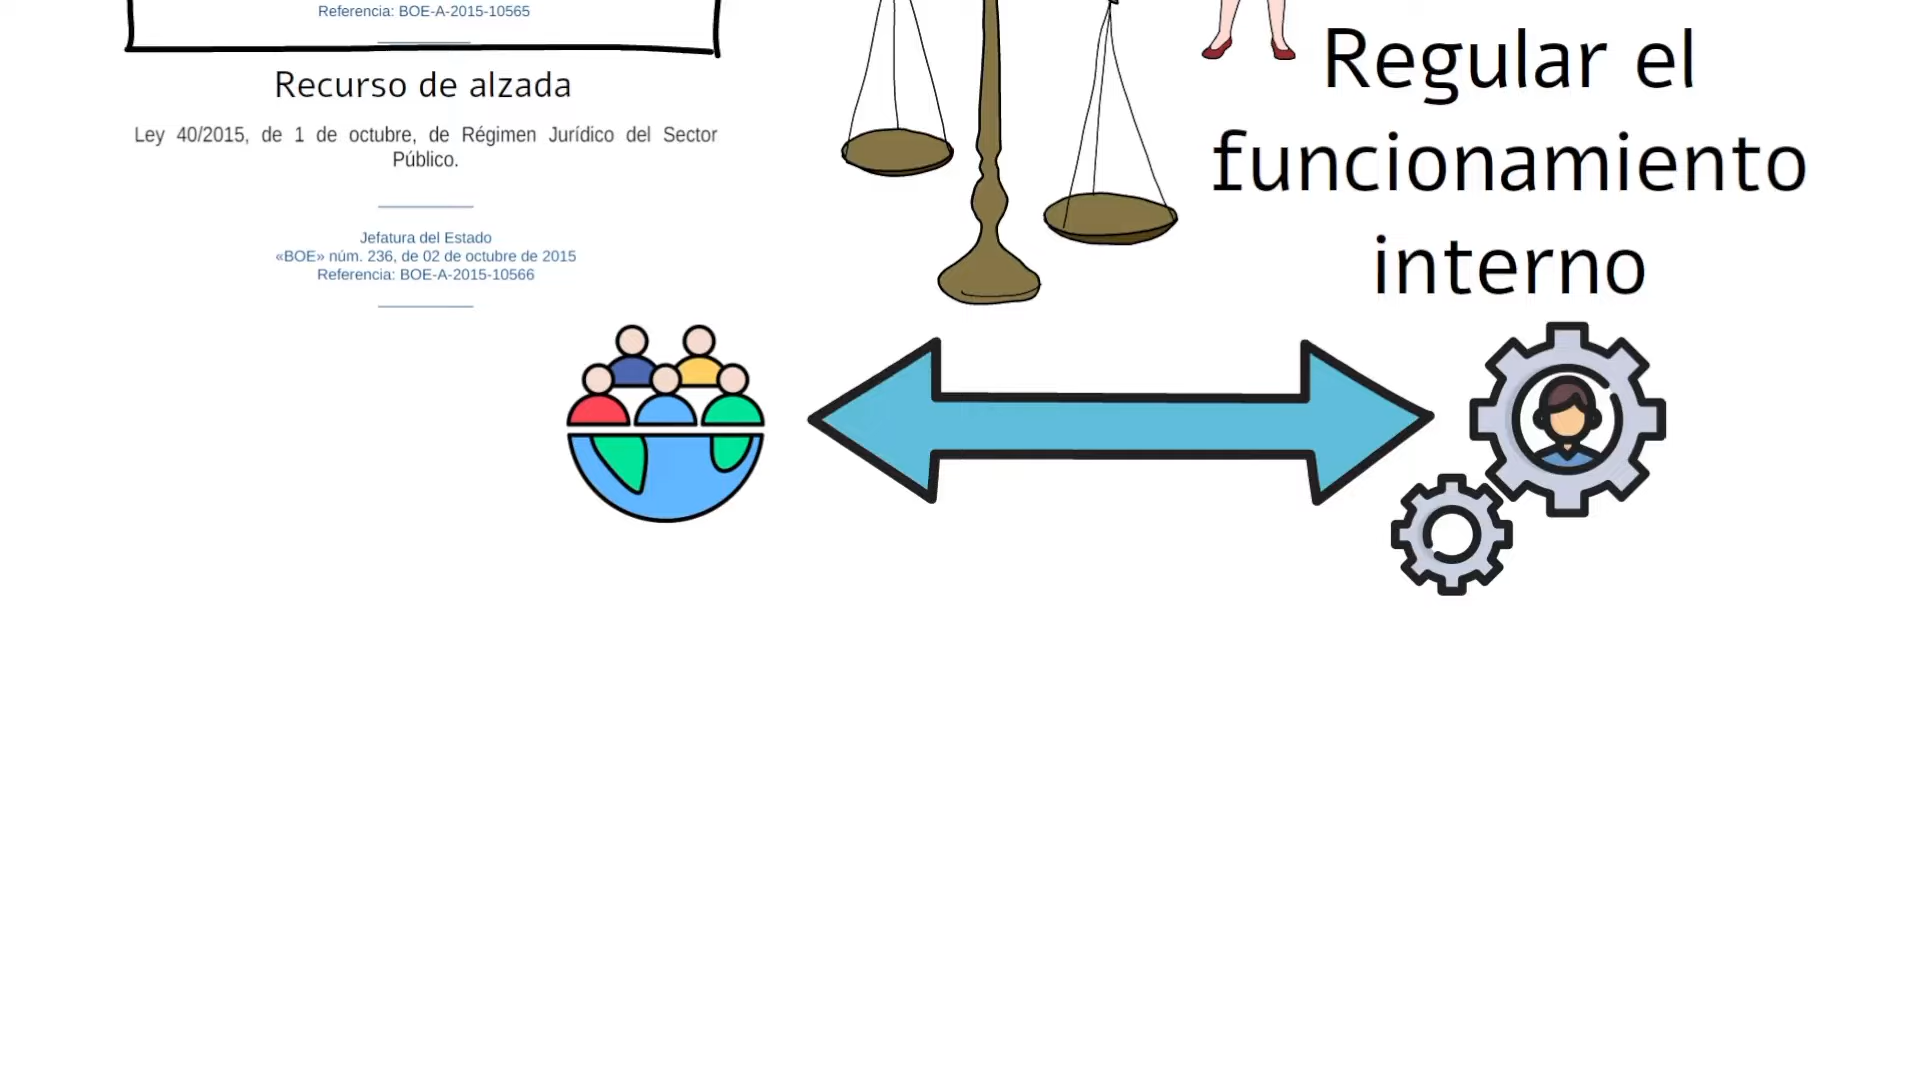 Referencia: BOE-A-2015-10565
Recurso de alzada
Ley 40/2015, de 1 de octubre, de Régimen Jurídico del Sector
Público.
Jefatura del Estado
«BOE» núm. 236, de 02 de octubre de 2015
Referencia: BOE-A-2015-10566
Regular el
funcionamiento
interno